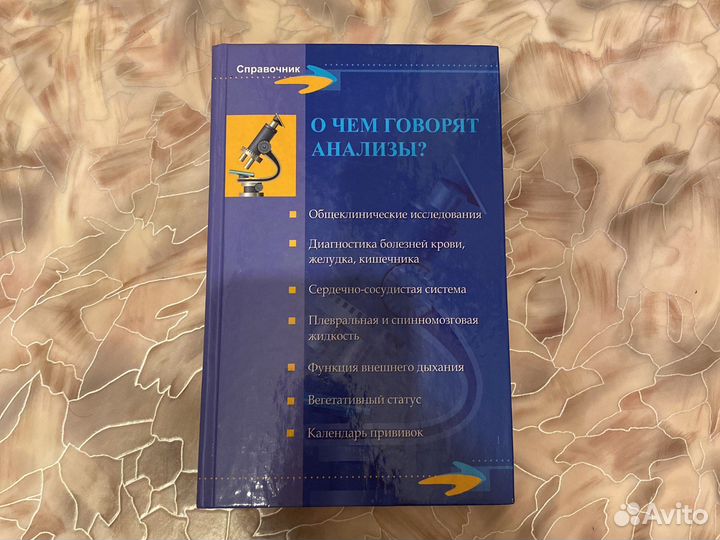 Справочник
О ЧЕМ ГОВОРЯТ
АНАЛИЗЫ?
Общеклинические исследования
Диагностика болезней крови,
желудка, кишечника
Сердечно-сосудистая система
Плевральная и спинномозговая
жидкость
Функция внешнего дыхания
Вегетативный статус
Календарь прививок
Avito